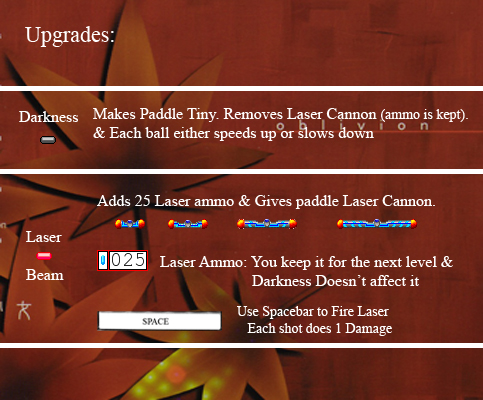 Upgrades:
Darkness
Makes Paddle Tiny. Removes Laser Cannon (ammo is kept).
& Each ball either speeds up or slows down
oblivion
Adds 25 Laser ammo & Gives paddle Laser Cannon.
Laser
Beam
025
Laser Ammo: You keep it for the next level &
Darkness Doesn't affect it
SPACE
Use Spacebar to Fire Laser
Each shot does 1 Damage